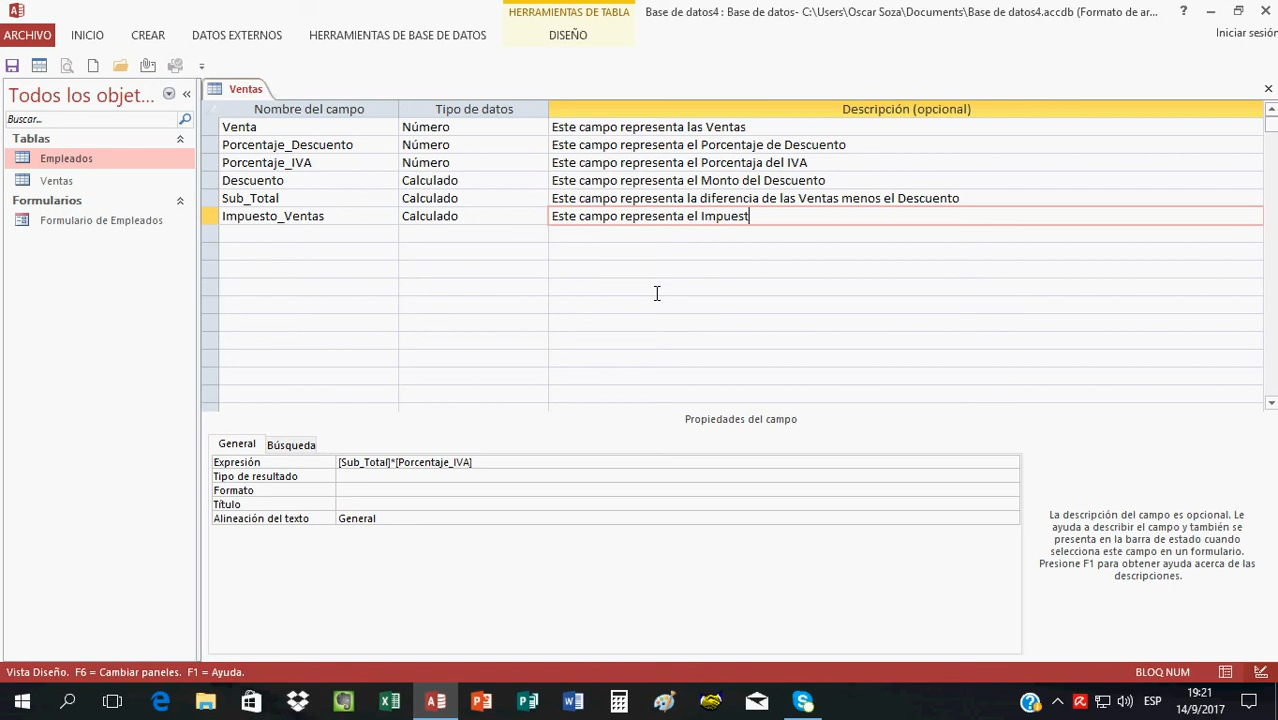 HERRAMIENTAS DE TABLA
Base de datos4 : Base de datos- C:\Users\Oscar Soza\Documents\Base de datos4.accdb (Formato de ar...
?
ARCHIVO INICIO CREAR DATOS EXTERNOS HERRAMIENTAS DE BASE DE DATOS DISEÑO
Iniciar sesión
Todos los objet...
Buscar...
Tablas
Empleados
Ventas
Formularios
Formulario de Empleados
Ventas
Nombre del campo Tipo de datos Descripción (opcional)
Venta Número Este campo representa las Ventas
Porcentaje_Descuento Número Este campo representa el Porcentaje de Descuento
Porcentaje_IVA Número Este campo representa el Porcentaja del IVA
Descuento Calculado Este campo representa el Monto del Descuento
Sub_Total Calculado Este campo representa la diferencia de las Ventas menos el Descuento
Impuesto_Ventas Calculado Este campo representa el Impuest
Propiedades del campo
General Búsqueda
Expresión [Sub_Total]*[Porcentaje_IVA]
Tipo de resultado
Formato
Título
Alineación del texto General
La descripción del campo es opcional. Le
ayuda a describir el campo y también se
presenta en la barra de estado cuando
selecciona este campo en un formulario.
Presione F1 para obtener ayuda acerca de las
descripciones.
Vista Diseño. F6 = Cambiar paneles. F1 = Ayuda.
BLOQ NUM
ESP
19:21
14/9/2017